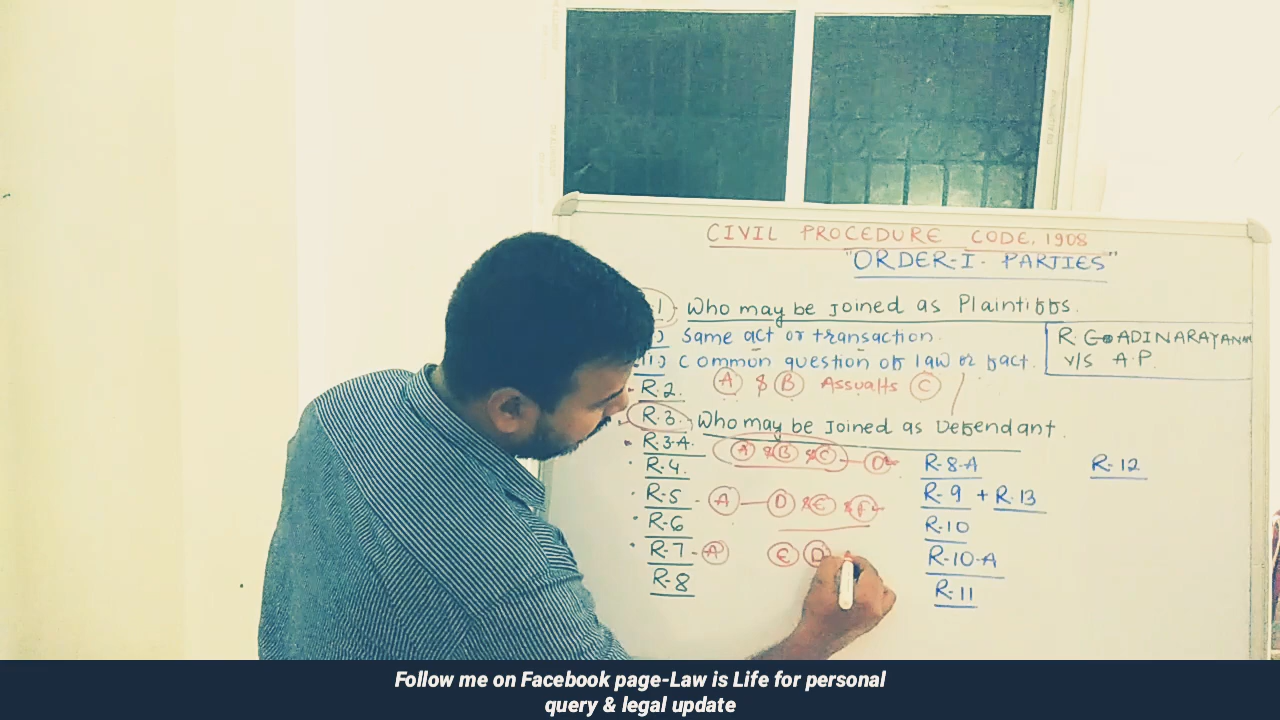 CIVIL PROCEDURE CODE, 1908
"ORDER-I- PARTIES"
.1 Who may be Joined as Plaintiffs.
i) Same act or transaction.
ii) Common question of law or fact.
R. G ADINARAYANAN
V/S A.P.
R.2. A & B Assualts C
R.3. Who may be Joined as Defendant.
R.3-A. A & B & C — D
R.4.
R-5 - A — D & E & F
R-6
R-7 - A E D
R-8
R-8-A
R-9 + R-13
R-10
R-10-A
R-11
R-12
Follow me on Facebook page-Law is Life for personal
query & legal update